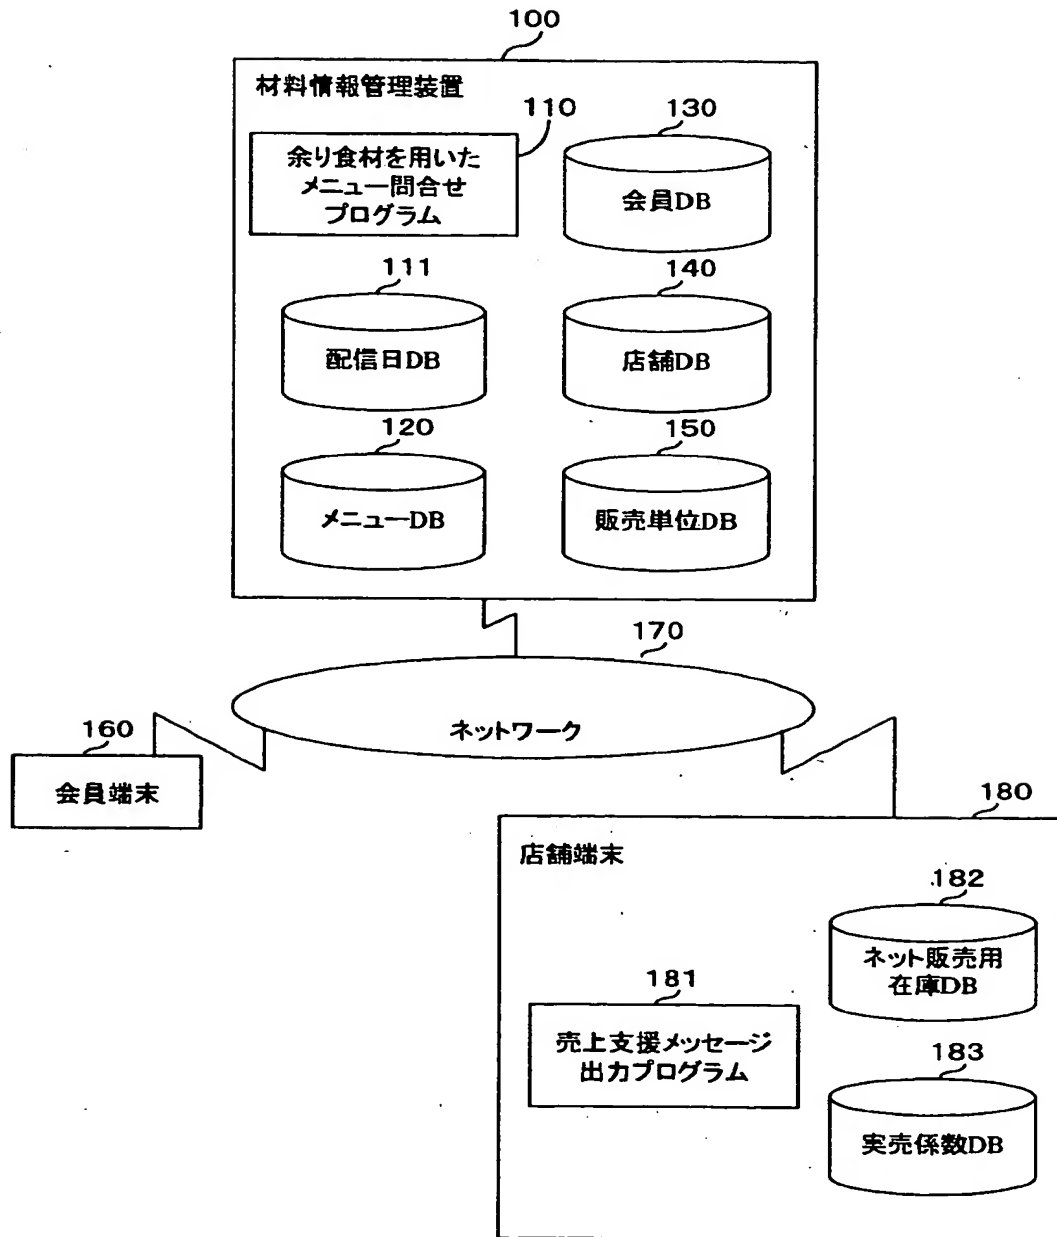 100
材料情報管理装置
110
余り食材を用いた
メニュー問合せ
プログラム
130
会員DB
111
配信日DB
140
店舗DB
120
メニューDB
150
販売単位DB
170
ネットワーク
160
会員端末
180
店舗端末
182
ネット販売用
在庫DB
181
売上支援メッセージ
出力プログラム
183
実売係数DB